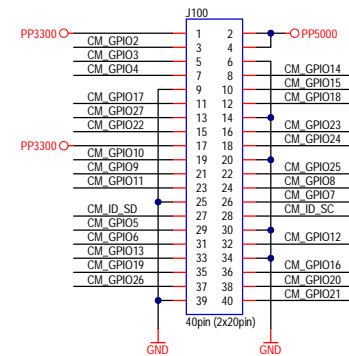 J100
PP3300 1 2 PP5000
CM_GPIO2 3 4
CM_GPIO3 5 6
CM_GPIO4 7 8 CM_GPIO14
9 10 CM_GPIO15
CM_GPIO17 11 12 CM_GPIO18
CM_GPIO27 13 14
CM_GPIO22 15 16 CM_GPIO23
PP3300 17 18 CM_GPIO24
CM_GPIO10 19 20
CM_GPIO9 21 22 CM_GPIO25
CM_GPIO11 23 24 CM_GPIO8
25 26 CM_GPIO7
CM_ID_SD 27 28 CM_ID_SC
CM_GPIO5 29 30
CM_GPIO6 31 32 CM_GPIO12
CM_GPIO13 33 34
CM_GPIO19 35 36 CM_GPIO16
CM_GPIO26 37 38 CM_GPIO20
39 40 CM_GPIO21
40pin (2x20pin)
GND GND